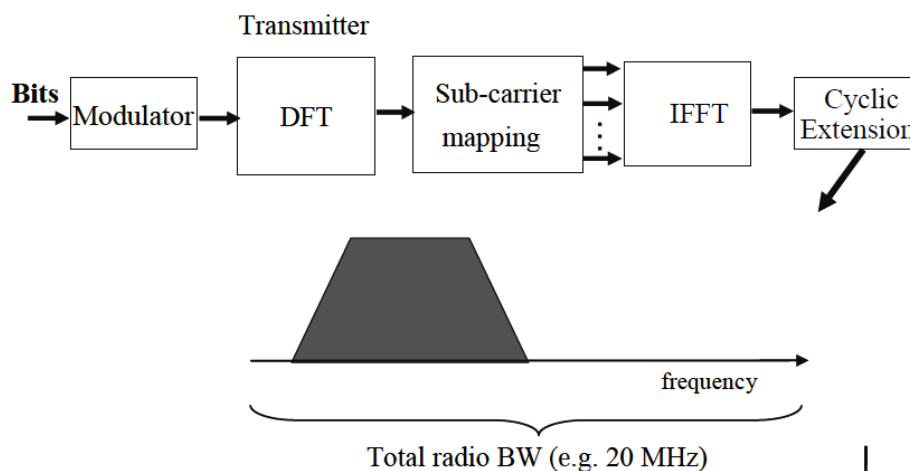 Transmitter
Bits
Modulator
DFT
Sub-carrier
mapping
IFFT
Cyclic
Extension
frequency
Total radio BW (e.g. 20 MHz)